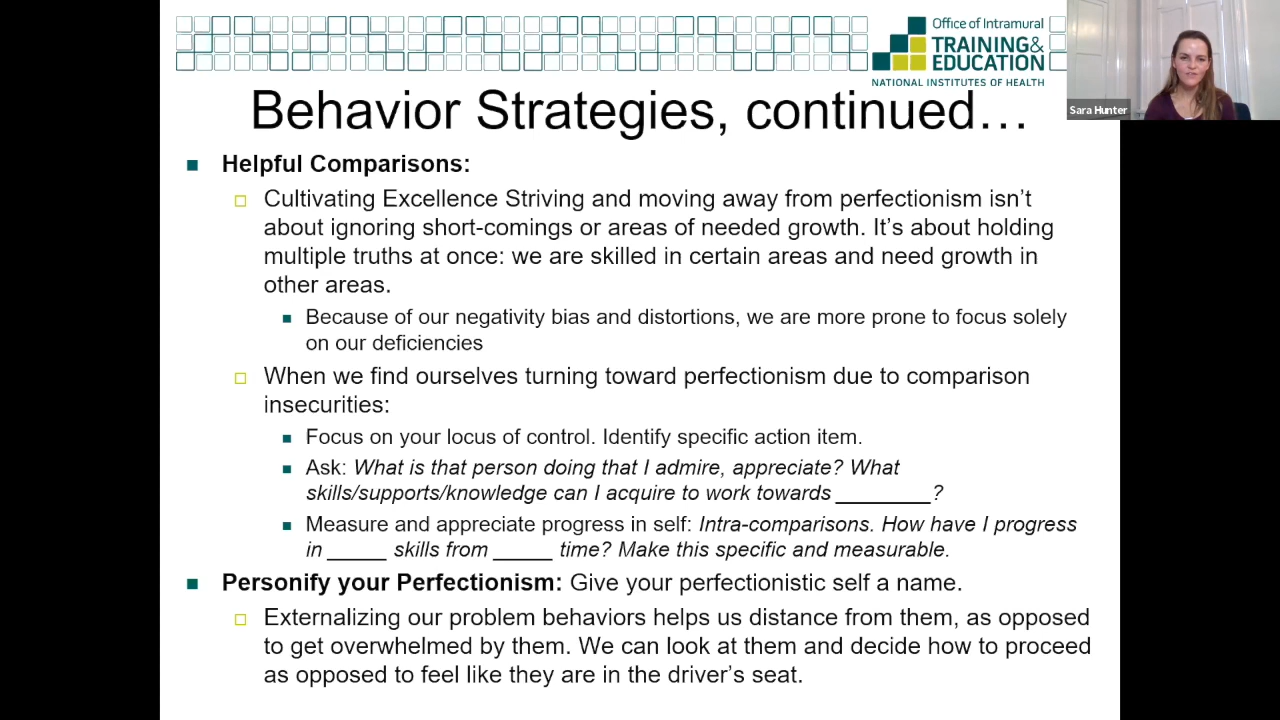 Office of Intramural
TRAINING&
EDUCATION
NATIONAL INSTITUTES OF HEALTH
Sara Hunter
Behavior Strategies, continued…
Helpful Comparisons:
Cultivating Excellence Striving and moving away from perfectionism isn’t
about ignoring short-comings or areas of needed growth. It’s about holding
multiple truths at once: we are skilled in certain areas and need growth in
other areas.
Because of our negativity bias and distortions, we are more prone to focus solely
on our deficiencies
When we find ourselves turning toward perfectionism due to comparison
insecurities:
Focus on your locus of control. Identify specific action item.
Ask: What is that person doing that I admire, appreciate? What
skills/supports/knowledge can I acquire to work towards ________?
Measure and appreciate progress in self: Intra-comparisons. How have I progress
in _____ skills from _____ time? Make this specific and measurable.
Personify your Perfectionism: Give your perfectionistic self a name.
Externalizing our problem behaviors helps us distance from them, as opposed
to get overwhelmed by them. We can look at them and decide how to proceed
as opposed to feel like they are in the driver’s seat.